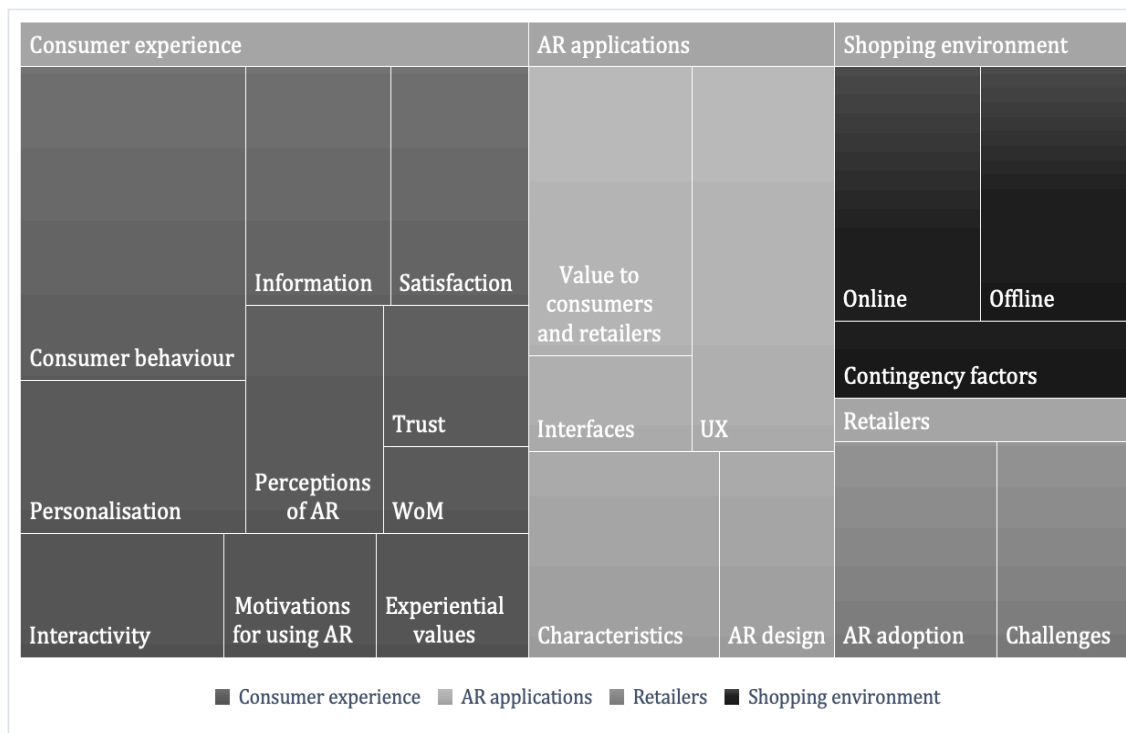 Consumer experience
AR applications
Shopping environment
Information
Satisfaction
Consumer behaviour
Trust
Perceptions
of AR
WoM
Personalisation
Interactivity
Motivations
for using AR
Experiential
values
Value to
consumers
and retailers
Interfaces
UX
Characteristics
AR design
Online
Offline
Contingency factors
Retailers
AR adoption
Challenges
Consumer experience
AR applications
Retailers
Shopping environment